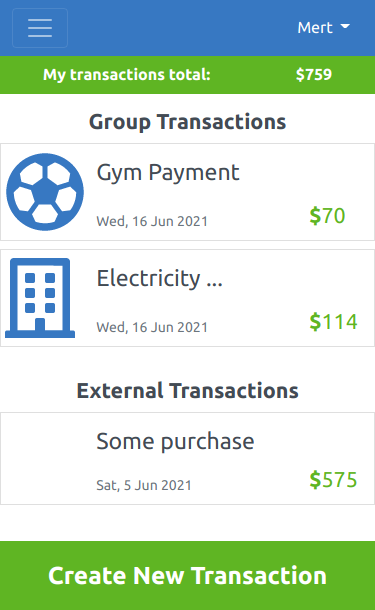 Mert
My transactions total: $759
Group Transactions
Gym Payment
Wed, 16 Jun 2021 $70
Electricity ...
Wed, 16 Jun 2021 $114
External Transactions
Some purchase
Sat, 5 Jun 2021 $575
Create New Transaction